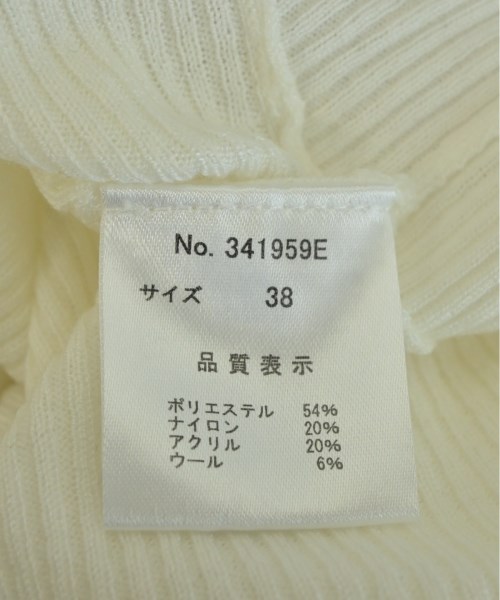 No. 341959E
サイズ 38
品質表示
ポリエステル 54%
ナイロン 20%
アクリル 20%
ウール 6%